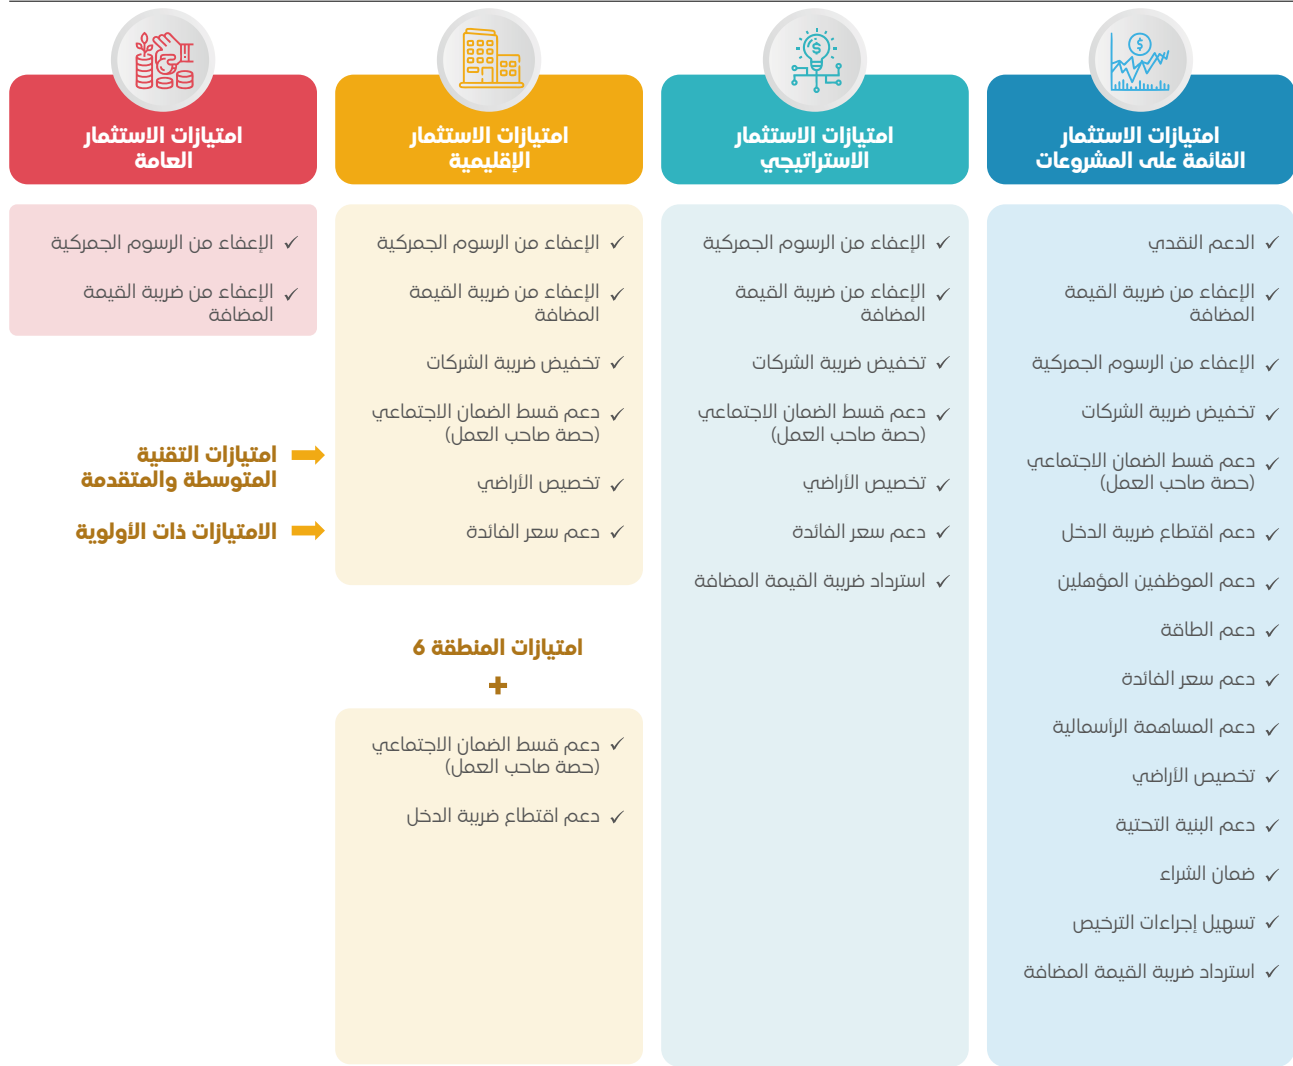 امتيازات الاستثمار
القائمة على المشروعات
الدعم النقدي
الإعفاء من ضريبة القيمة
المضافة
الإعفاء من الرسوم الجمركية
تخفيض ضريبة الشركات
دعم قسط الضمان الاجتماعي
(حصة صاحب العمل)
دعم اقتطاع ضريبة الدخل
دعم الموظفين المؤهلين
دعم الطاقة
دعم سعر الفائدة
دعم المساهمة الرأسمالية
تخصيص الأراضي
دعم البنية التحتية
ضمان الشراء
تسهيل إجراءات الترخيص
استرداد ضريبة القيمة المضافة
امتيازات الاستثمار
الاستراتيجي
الإعفاء من الرسوم الجمركية
الإعفاء من ضريبة القيمة
المضافة
تخفيض ضريبة الشركات
دعم قسط الضمان الاجتماعي
(حصة صاحب العمل)
تخصيص الأراضي
دعم سعر الفائدة
استرداد ضريبة القيمة المضافة
امتيازات الاستثمار
الإقليمية
الإعفاء من الرسوم الجمركية
الإعفاء من ضريبة القيمة
المضافة
تخفيض ضريبة الشركات
دعم قسط الضمان الاجتماعي
(حصة صاحب العمل)
تخصيص الأراضي
دعم سعر الفائدة
امتيازات المنطقة 6
+
دعم قسط الضمان الاجتماعي
(حصة صاحب العمل)
دعم اقتطاع ضريبة الدخل
امتيازات الاستثمار
العامة
الإعفاء من الرسوم الجمركية
الإعفاء من ضريبة القيمة
المضافة
امتيازات التقنية
المتوسطة والمتقدمة
الامتيازات ذات الأولوية